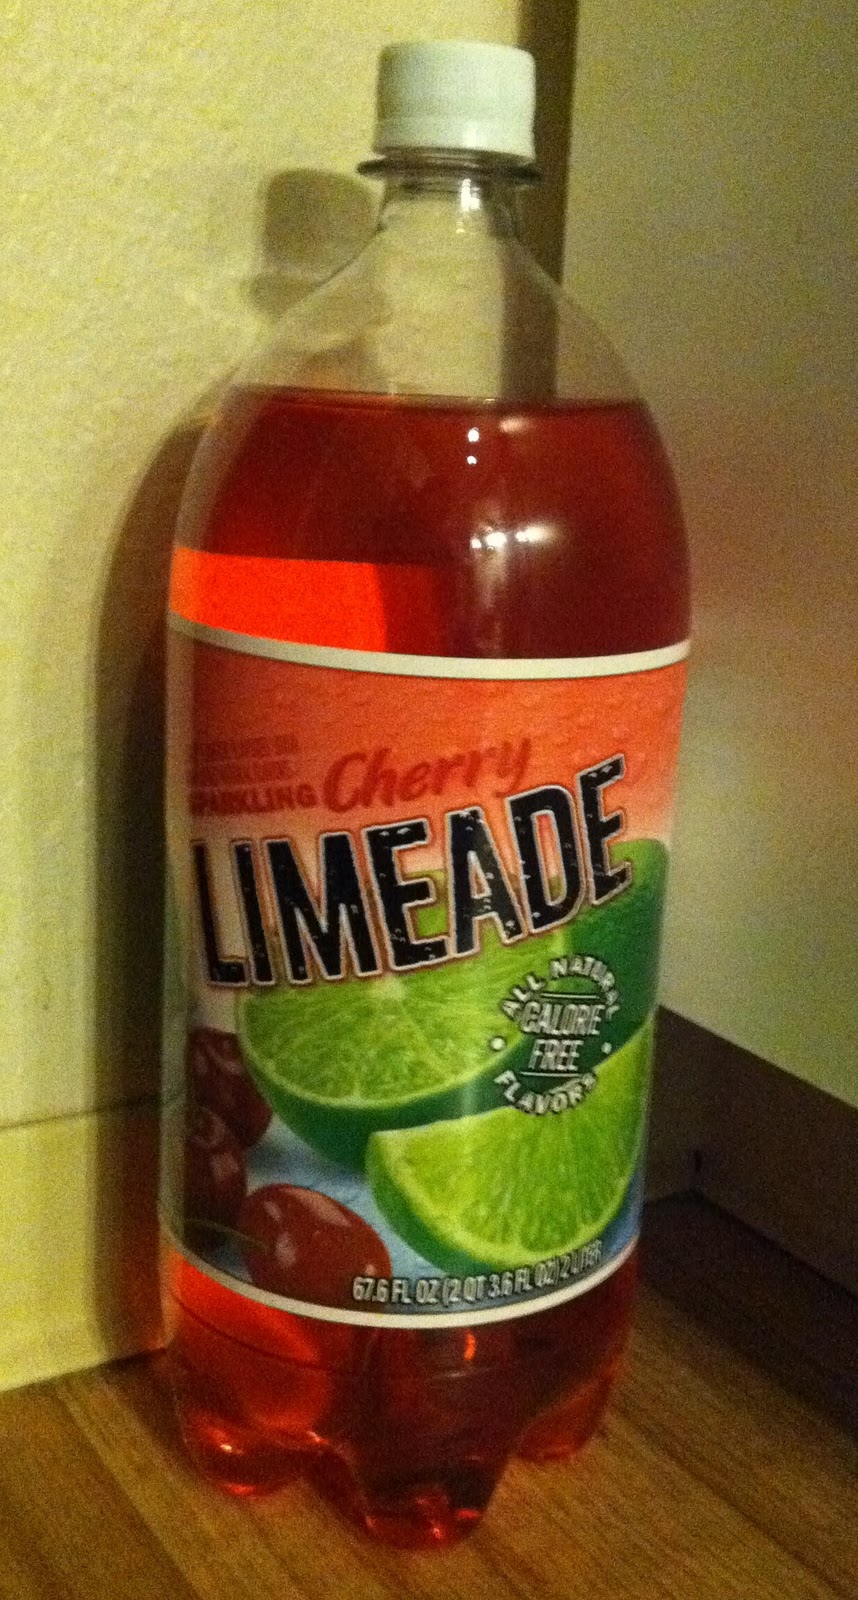 SPARKLING Cherry
LIMEADE
ALL NATURAL
CALORIE
FREE
FLAVORS
67.6 FL OZ (2 QT 3.6 FL OZ) 2 LITER